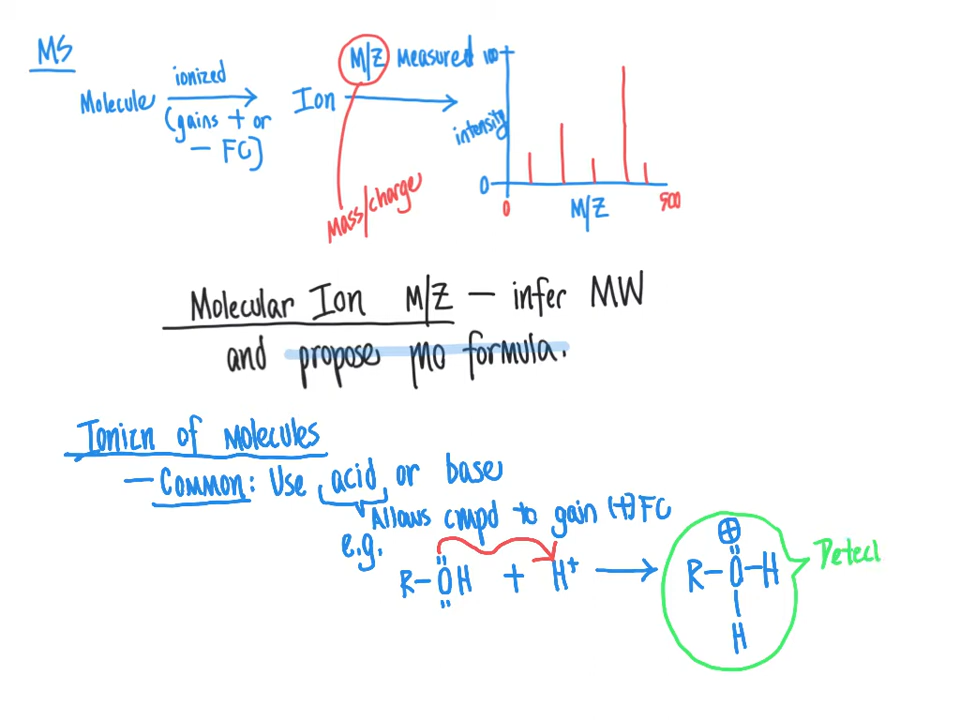 MS
Molecule ionized (gains + or – FC) Ion M/Z Measured
Mass/charge
100
intensity
0
0 M/Z 500
Molecular Ion M/Z – infer MW
and propose mo formula.
Ionizn of molecules
– Common: Use acid or base
Allows cmpd to gain (+) FC
e.g.
R–ÖH + H⁺ → R–O–H
⊕
H
Detect